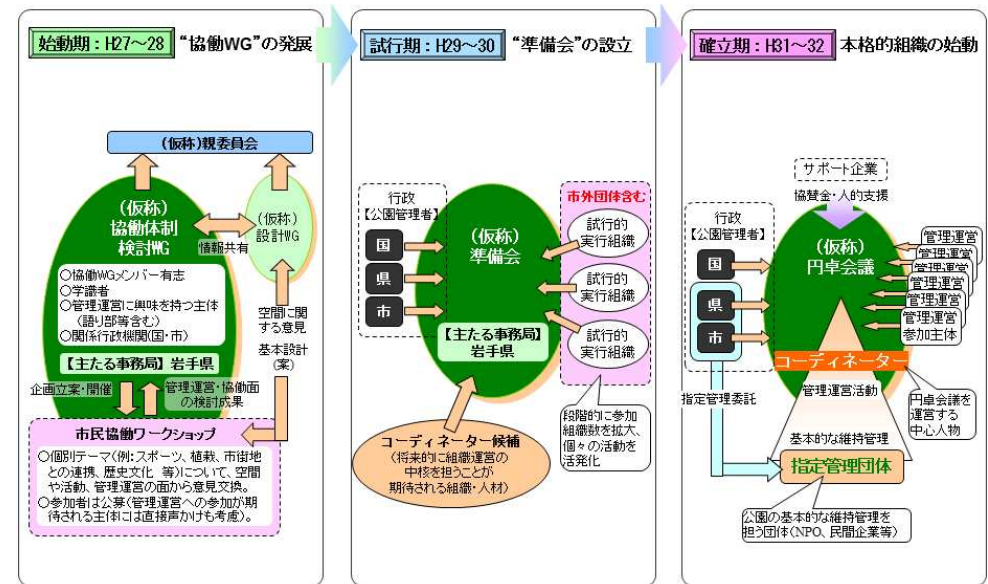 始動期：H27～28
“協働WG”の発展
(仮称)親委員会
(仮称)
協働体制
検討WG
(仮称)
設計WG
情報共有
○協働WGメンバー有志
○学識者
○管理運営に興味を持つ主体
(語り部等含む)
○関係行政機関(国・市)
【主たる事務局】岩手県
空間に関
する意見
基本設計
(案)
企画立案・開催
管理運営・協働面
の検討成果
市民協働ワークショップ
○個別テーマ(例：スポーツ、植栽、市街地
との連携、歴史文化 等)について、空間
や活動、管理運営の面から意見交換。
○参加者は公募(管理運営への参加が期
待される主体には直接声かけも考慮)。
試行期：H29～30
“準備会”の設立
行政
【公園管理者】
国
県
市
(仮称)
準備会
【主たる事務局】
岩手県
市外団体含む
試行的
実行組織
試行的
実行組織
試行的
実行組織
段階的に参加
組織数を拡大、
個々の活動を
活発化
コーディネーター候補
(将来的に組織運営の
中核を担うことが
期待される組織・人材)
確立期：H31～32
本格的組織の始動
サポート企業
協賛金・人的支援
行政
【公園管理者】
国
県
市
(仮称)
円卓会議
管理運営
管理運営
管理運営
管理運営
管理運営
参加主体
コーディネーター
管理運営活動
円卓会議を
運営する
中心人物
指定管理委託
基本的な維持管理
指定管理団体
公園の基本的な維持管理を
担う団体(NPO、民間企業等)